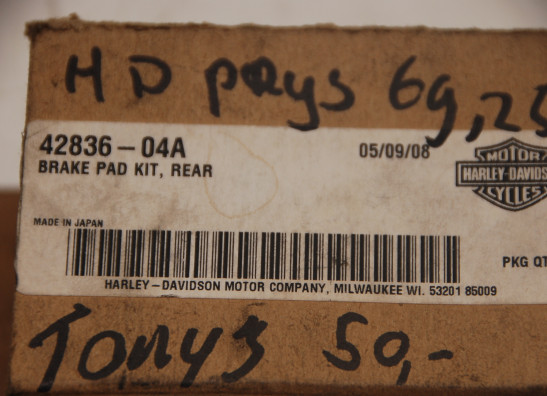 HD prys 69,25
42836-04A
05/09/08
BRAKE PAD KIT, REAR
MOTOR
HARLEY-DAVIDS
CYCLES
MADE IN JAPAN
PKG QT
HARLEY-DAVIDSON MOTOR COMPANY, MILWAUKEE WI. 53201 85009
Tonys 50,-